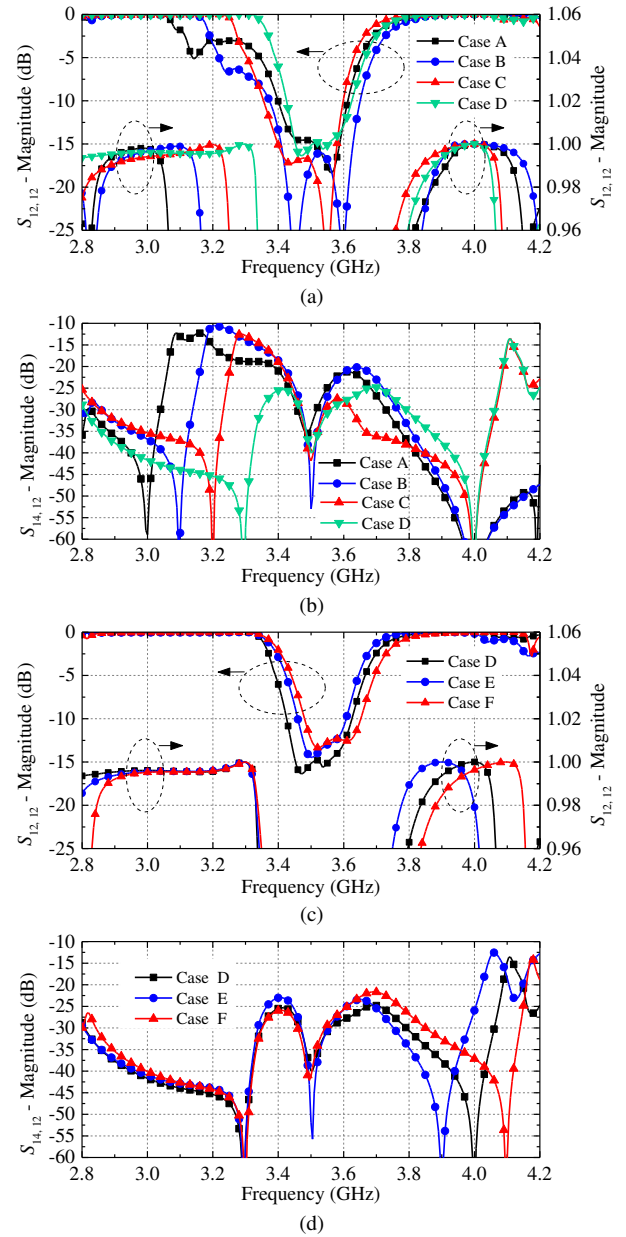 0
-5
-10
-15
-20
-25
1.06
1.04
1.02
1.00
0.98
0.96
S12, 12 - Magnitude (dB)
S12, 12 - Magnitude
Case A
Case B
Case C
Case D
2.8 3.0 3.2 3.4 3.6 3.8 4.0 4.2
Frequency (GHz)
(a)
-10
-15
-20
-25
-30
-35
-40
-45
-50
-55
-60
S14, 12 - Magnitude (dB)
Case A
Case B
Case C
Case D
2.8 3.0 3.2 3.4 3.6 3.8 4.0 4.2
Frequency (GHz)
(b)
0
-5
-10
-15
-20
-25
1.06
1.04
1.02
1.00
0.98
0.96
S12, 12 - Magnitude (dB)
S12, 12 - Magnitude
Case D
Case E
Case F
2.8 3.0 3.2 3.4 3.6 3.8 4.0 4.2
Frequency (GHz)
(c)
-10
-15
-20
-25
-30
-35
-40
-45
-50
-55
-60
S14, 12 - Magnitude (dB)
Case D
Case E
Case F
2.8 3.0 3.2 3.4 3.6 3.8 4.0 4.2
Frequency (GHz)
(d)